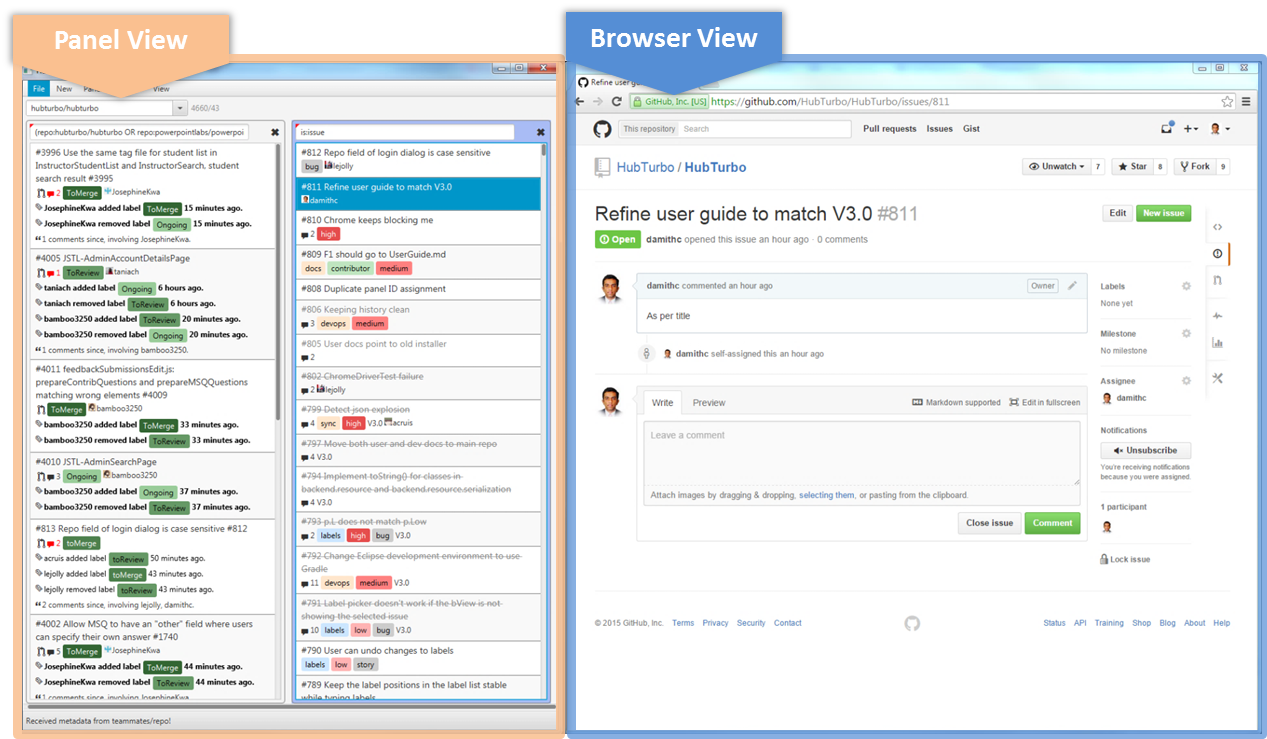 Panel View
File New View
hubturbo/hubturbo 4660/43
(repo:hubturbo/hubturbo OR repo:powerpointlabs/powerpoi
#3996 Use the same tag file for student list in
InstructorStudentList and InstructorSearch, student
search result #3995
2 ToMerge JosephineKwa
JosephineKwa added label ToMerge 15 minutes ago.
JosephineKwa removed label Ongoing 15 minutes ago.
1 comments since, involving JosephineKwa.
#4005 JSTL-AdminAccountDetailsPage
1 ToReview taniach
taniach added label Ongoing 6 hours ago.
taniach removed label ToReview 6 hours ago.
bamboo3250 added label ToReview 20 minutes ago.
bamboo3250 removed label Ongoing 20 minutes ago.
1 comments since, involving bamboo3250.
#4011 feedbackSubmissionsEdit.js:
prepareContribQuestions and prepareMSQQuestions
matching wrong elements #4009
ToMerge bamboo3250
bamboo3250 added label ToMerge 33 minutes ago.
bamboo3250 removed label ToReview 33 minutes ago.
#4010 JSTL-AdminSearchPage
3 Ongoing bamboo3250
bamboo3250 added label Ongoing 37 minutes ago.
bamboo3250 removed label ToReview 37 minutes ago.
#813 Repo field of login dialog is case sensitive #812
2 toMerge
acruis added label toReview 50 minutes ago.
lejolly added label toMerge 43 minutes ago.
lejolly removed label toReview 43 minutes ago.
2 comments since, involving lejolly, damithc.
#4002 Allow MSQ to have an "other" field where users
can specify their own answer #1740
5 ToMerge JosephineKwa
JosephineKwa added label ToMerge 44 minutes ago.
JosephineKwa removed label ToReview 44 minutes ago.
1 comments since, involving JosephineKwa.
Received metadata from teammates/repo!
is:issue
#812 Repo field of login dialog is case sensitive
bug lejolly
#811 Refine user guide to match V3.0
damithc
#810 Chrome keeps blocking me
2 high
#809 F1 should go to UserGuide.md
docs contributor medium
#808 Duplicate panel ID assignment
#806 Keeping history clean
3 devops medium
#805 User docs point to old installer
2
#802 ChromeDriverTest failure
2 lejolly
#799 Detect json explosion
4 sync high V3.0 acruis
#797 Move both user and dev docs to main repo
4 V3.0
#794 Implement toString() for classes in
backend.resource and backend.resource.serialization
4 V3.0
#793 p.L does not match p.Low
2 labels high bug V3.0
#792 Change Eclipse development environment to use
Gradle
11 devops medium V3.0
#791 Label picker doesn't work if the bView is not
showing the selected issue
10 labels low bug V3.0
#790 User can undo changes to labels
labels low story
#789 Keep the label positions in the label list stable
while typing labels
Browser View
Refine user
GitHub, Inc. [US] https://github.com/HubTurbo/HubTurbo/issues/811
This repository Search Pull requests Issues Gist
HubTurbo / HubTurbo Unwatch 7 Star 8 Fork 9
Refine user guide to match V3.0 #811 Edit New issue
Open damithc opened this issue an hour ago · 0 comments
damithc commented an hour ago Owner
As per title
damithc self-assigned this an hour ago
Write Preview Markdown supported Edit in fullscreen
Leave a comment
Attach images by dragging & dropping, selecting them, or pasting from the clipboard.
Close issue Comment
Labels
None yet
Milestone
No milestone
Assignee
damithc
Notifications
Unsubscribe
You're receiving notifications
because you were assigned.
1 participant
Lock issue
© 2015 GitHub, Inc. Terms Privacy Security Contact Status API Training Shop Blog About Help